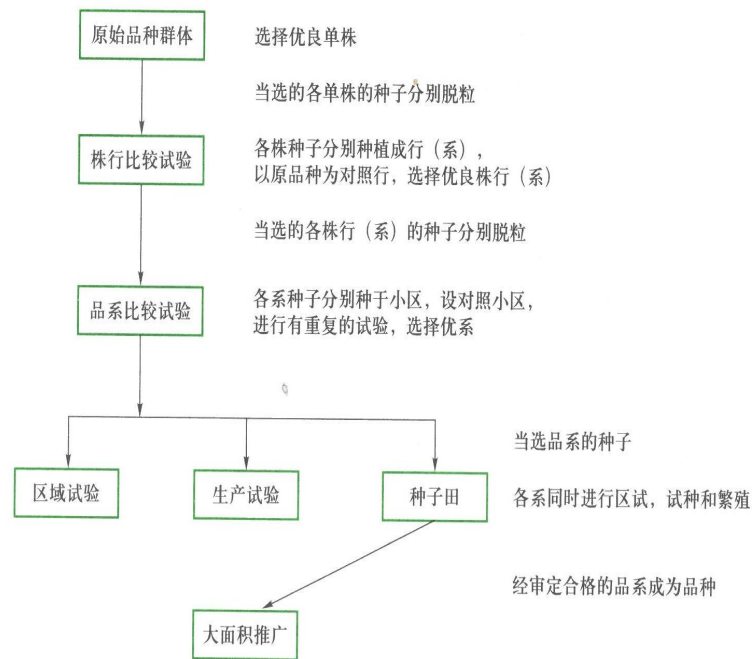 原始品种群体
选择优良单株
当选的各单株的种子分别脱粒
株行比较试验
各株种子分别种植成行（系），
以原品种为对照行，选择优良株行（系）
当选的各株行（系）的种子分别脱粒
品系比较试验
各系种子分别种于小区，设对照小区，
进行有重复的试验，选择优系
当选品系的种子
区域试验
生产试验
种子田
各系同时进行区试，试种和繁殖
经审定合格的品系成为品种
大面积推广